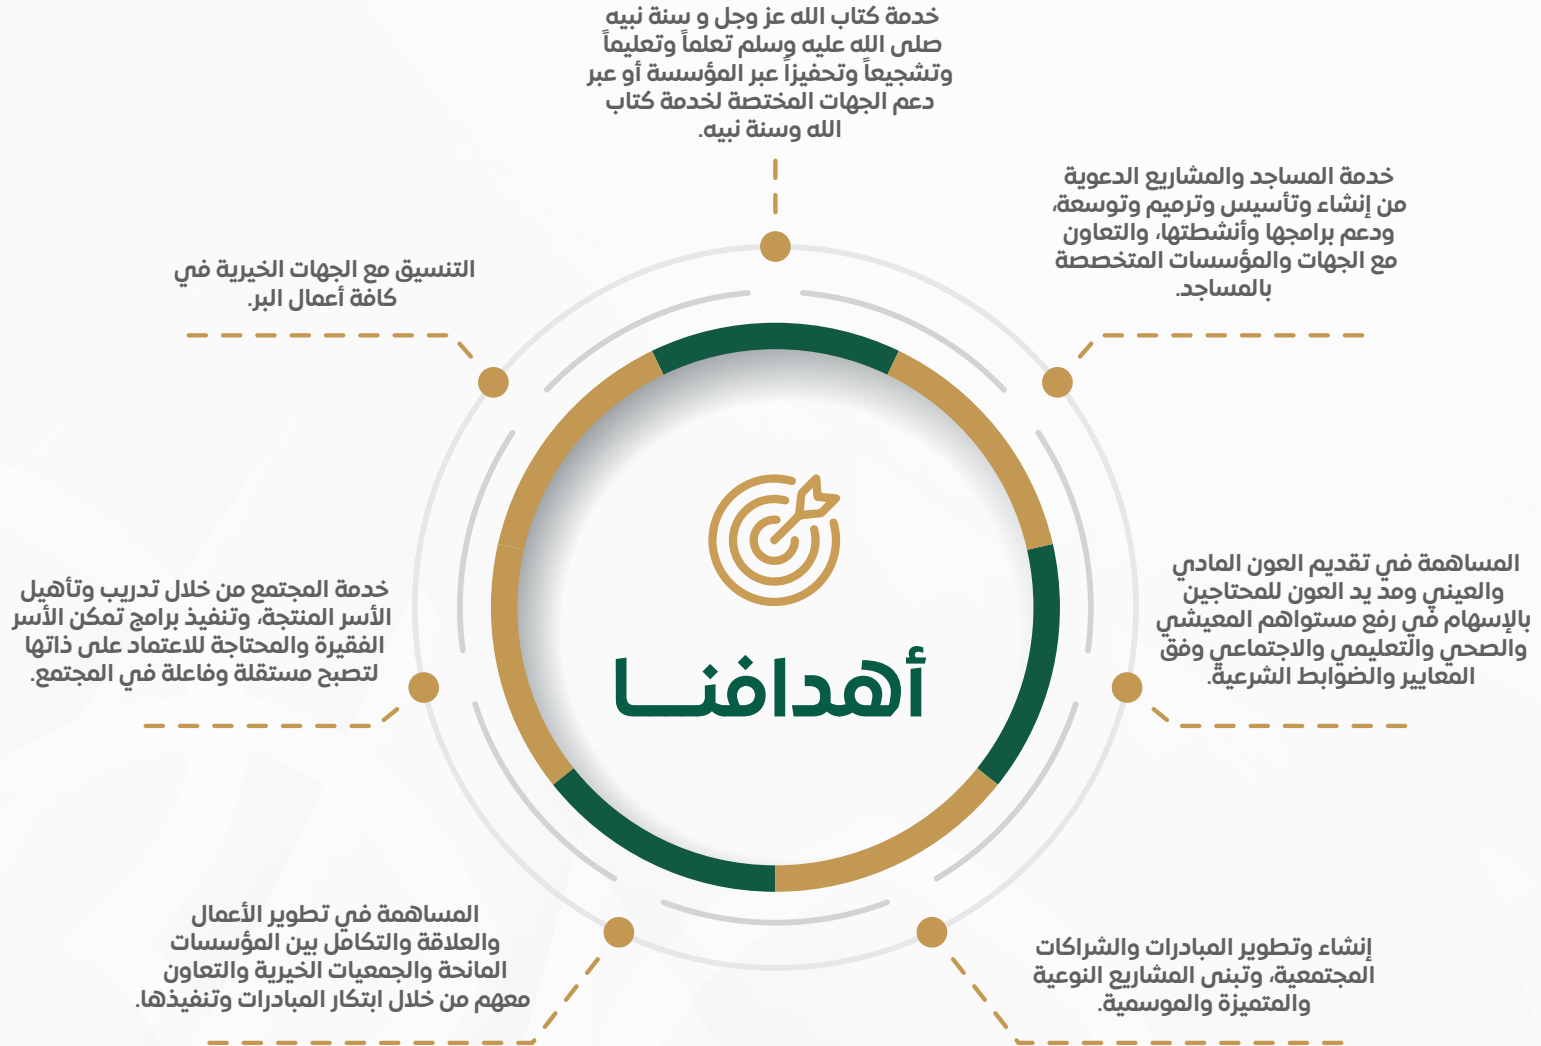 خدمة كتاب الله عز وجل و سنة نبيه
صلى الله عليه وسلم تعلماً وتعليماً
وتشجيعاً وتحفيزاً عبر المؤسسة أو عبر
دعم الجهات المختصة لخدمة كتاب
الله وسنة نبيه.
خدمة المساجد والمشاريع الدعوية
من إنشاء وتأسيس وترميم وتوسعة،
ودعم برامجها وأنشطتها، والتعاون
مع الجهات والمؤسسات المتخصصة
بالمساجد.
المساهمة في تقديم العون المادي
والعيني ومد يد العون للمحتاجين
بالإسهام في رفع مستواهم المعيشي
والصحي والتعليمي والاجتماعي وفق
المعايير والضوابط الشرعية.
إنشاء وتطوير المبادرات والشراكات
المجتمعية، وتبنى المشاريع النوعية
والمتميزة والموسمية.
المساهمة في تطوير الأعمال
والعلاقة والتكامل بين المؤسسات
المانحة والجمعيات الخيرية والتعاون
معهم من خلال ابتكار المبادرات وتنفيذها.
خدمة المجتمع من خلال تدريب وتأهيل
الأسر المنتجة، وتنفيذ برامج تمكن الأسر
الفقيرة والمحتاجة للاعتماد على ذاتها
لتصبح مستقلة وفاعلة في المجتمع.
التنسيق مع الجهات الخيرية في
كافة أعمال البر.
أهدافنـــا